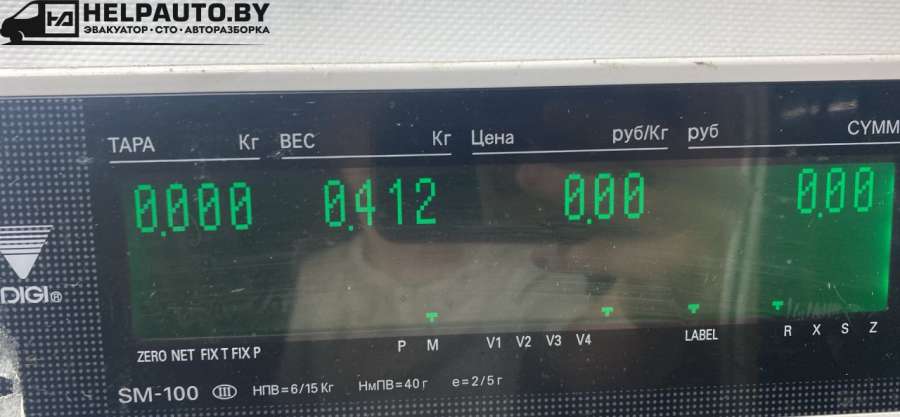 HELPAUTO.BY
ЭВАКУАТОР•СТО•АВТОРАЗБОРКА
ТАРА Кг ВЕС Кг Цена руб/Кг руб СУММ
0.000 0.412 0.00 0.00
DIGI®
ZERO NET FIX T FIX P P M V1 V2 V3 V4 LABEL R X S Z
SM-100 III НПВ=6/15 Кг НмПВ=40 г e=2/5 г